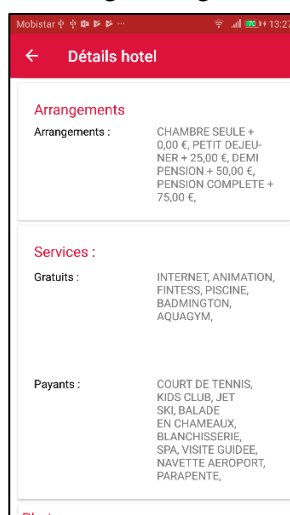 Mobistar 13:27
Détails hotel
Arrangements
Arrangements : CHAMBRE SEULE +
0,00 €, PETIT DEJEU-
NER + 25,00 €, DEMI
PENSION + 50,00 €,
PENSION COMPLETE +
75,00 €,
Services :
Gratuits : INTERNET, ANIMATION,
FINTESS, PISCINE,
BADMINGTON,
AQUAGYM,
Payants : COURT DE TENNIS,
KIDS CLUB, JET
SKI, BALADE
EN CHAMEAUX,
BLANCHISSERIE,
SPA, VISITE GUIDEE,
NAVETTE AEROPORT,
PARAPENTE,